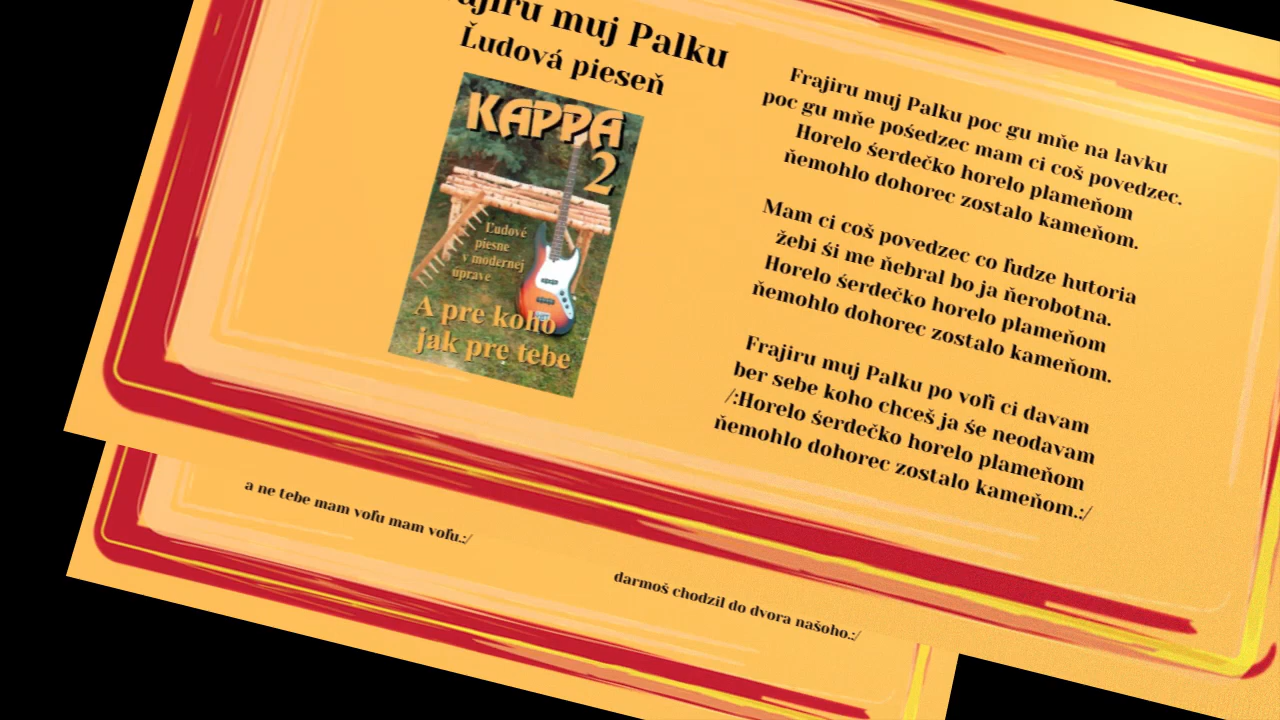 muj Palku
Ľudová pieseň
KAPPA
2
Ľudové
piesne
v modernej
úprave
A pre koho
jak pre tebe
Frajiru muj Palku poc gu mňe na lavku
poc gu mňe pośedzec mam ci coš povedzec.
Horelo śerdečko horelo plameňom
ňemohlo dohorec zostalo kameňom.
Mam ci coš povedzec co ľudze hutoria
žebi śi me ňebral bo ja ňerobotna.
Horelo śerdečko horelo plameňom
ňemohlo dohorec zostalo kameňom.
Frajiru muj Palku po voľi ci davam
ber sebe koho chceš ja śe neodavam
/:Horelo śerdečko horelo plameňom
ňemohlo dohorec zostalo kameňom.:/
a ne tebe mam voľu mam voľu.:/
darmoš chodzil do dvora našoho.:/